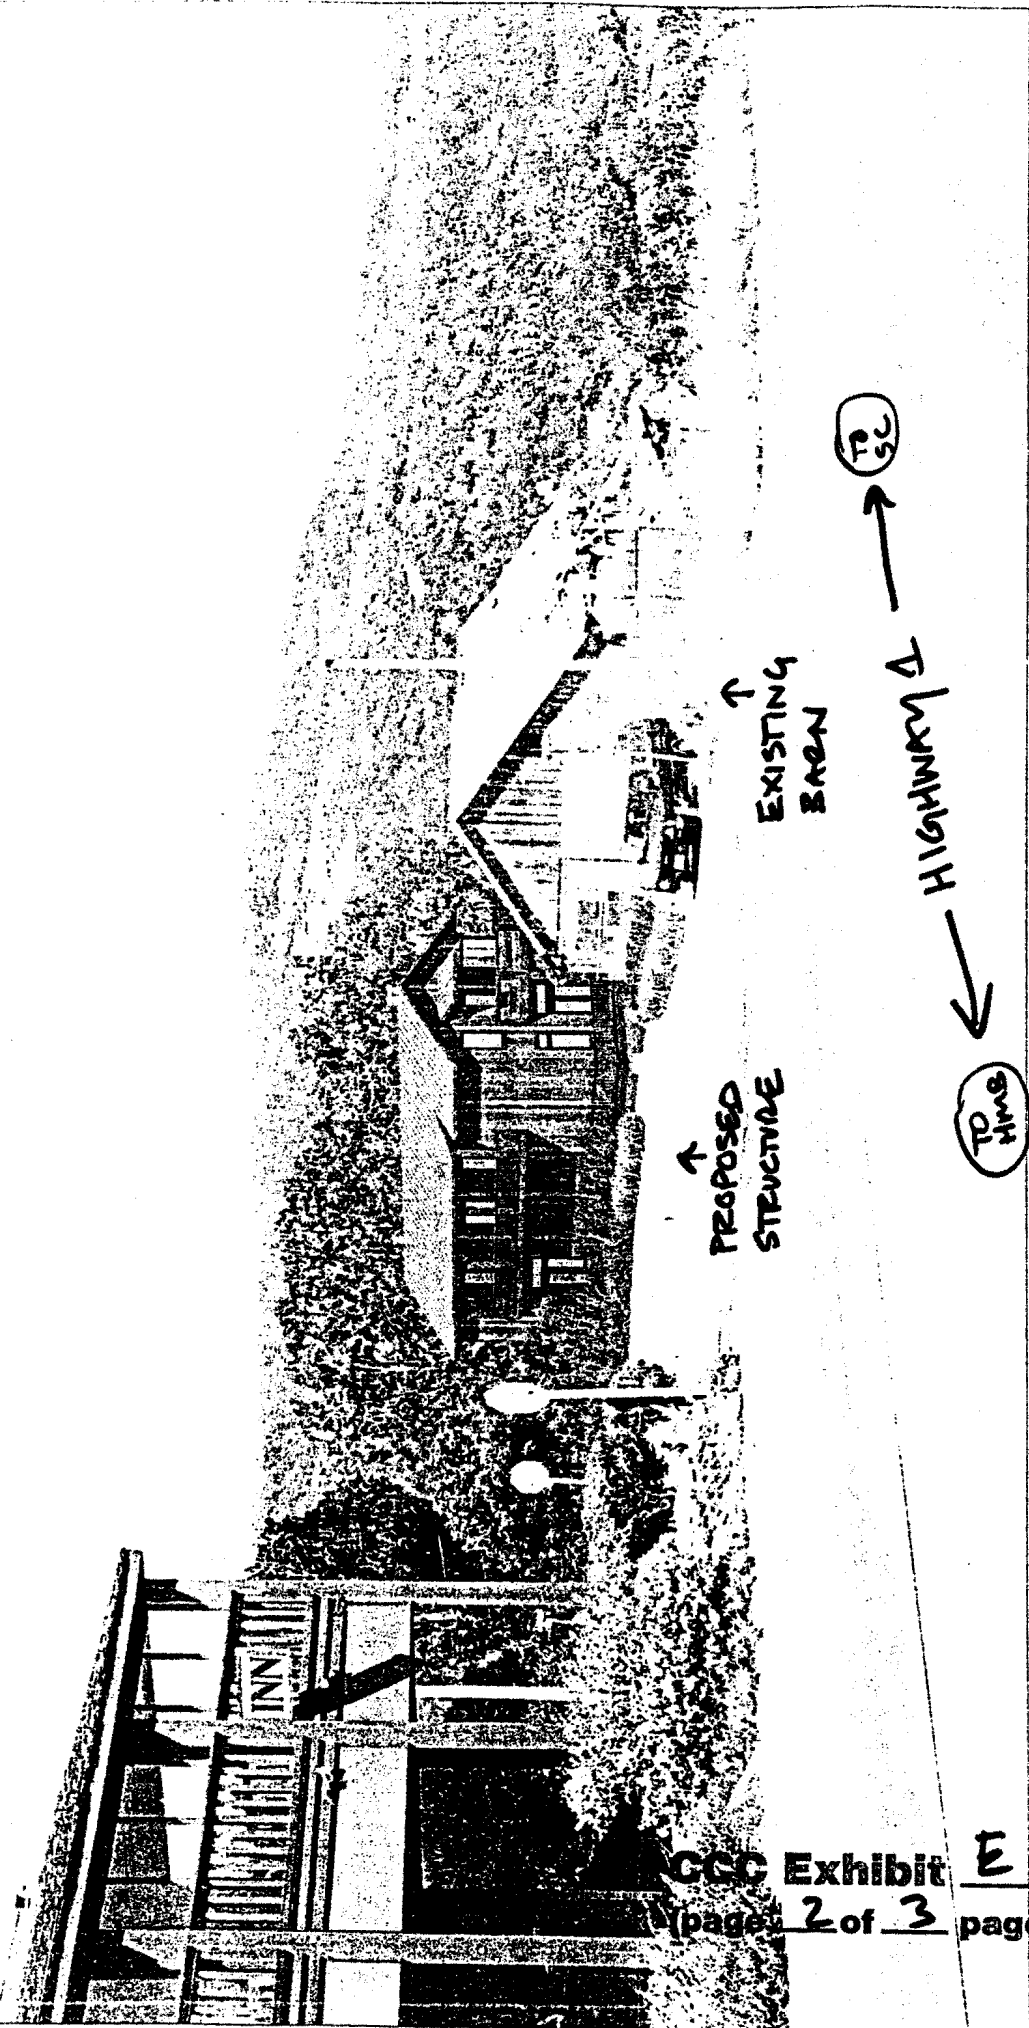 INN
↑
PROPOSED
STRUCTURE
↑
EXISTING
BARN
TO
HMB
← HIGHWAY 1 →
TO
SC
CCC Exhibit E
(page 2 of 3 pag